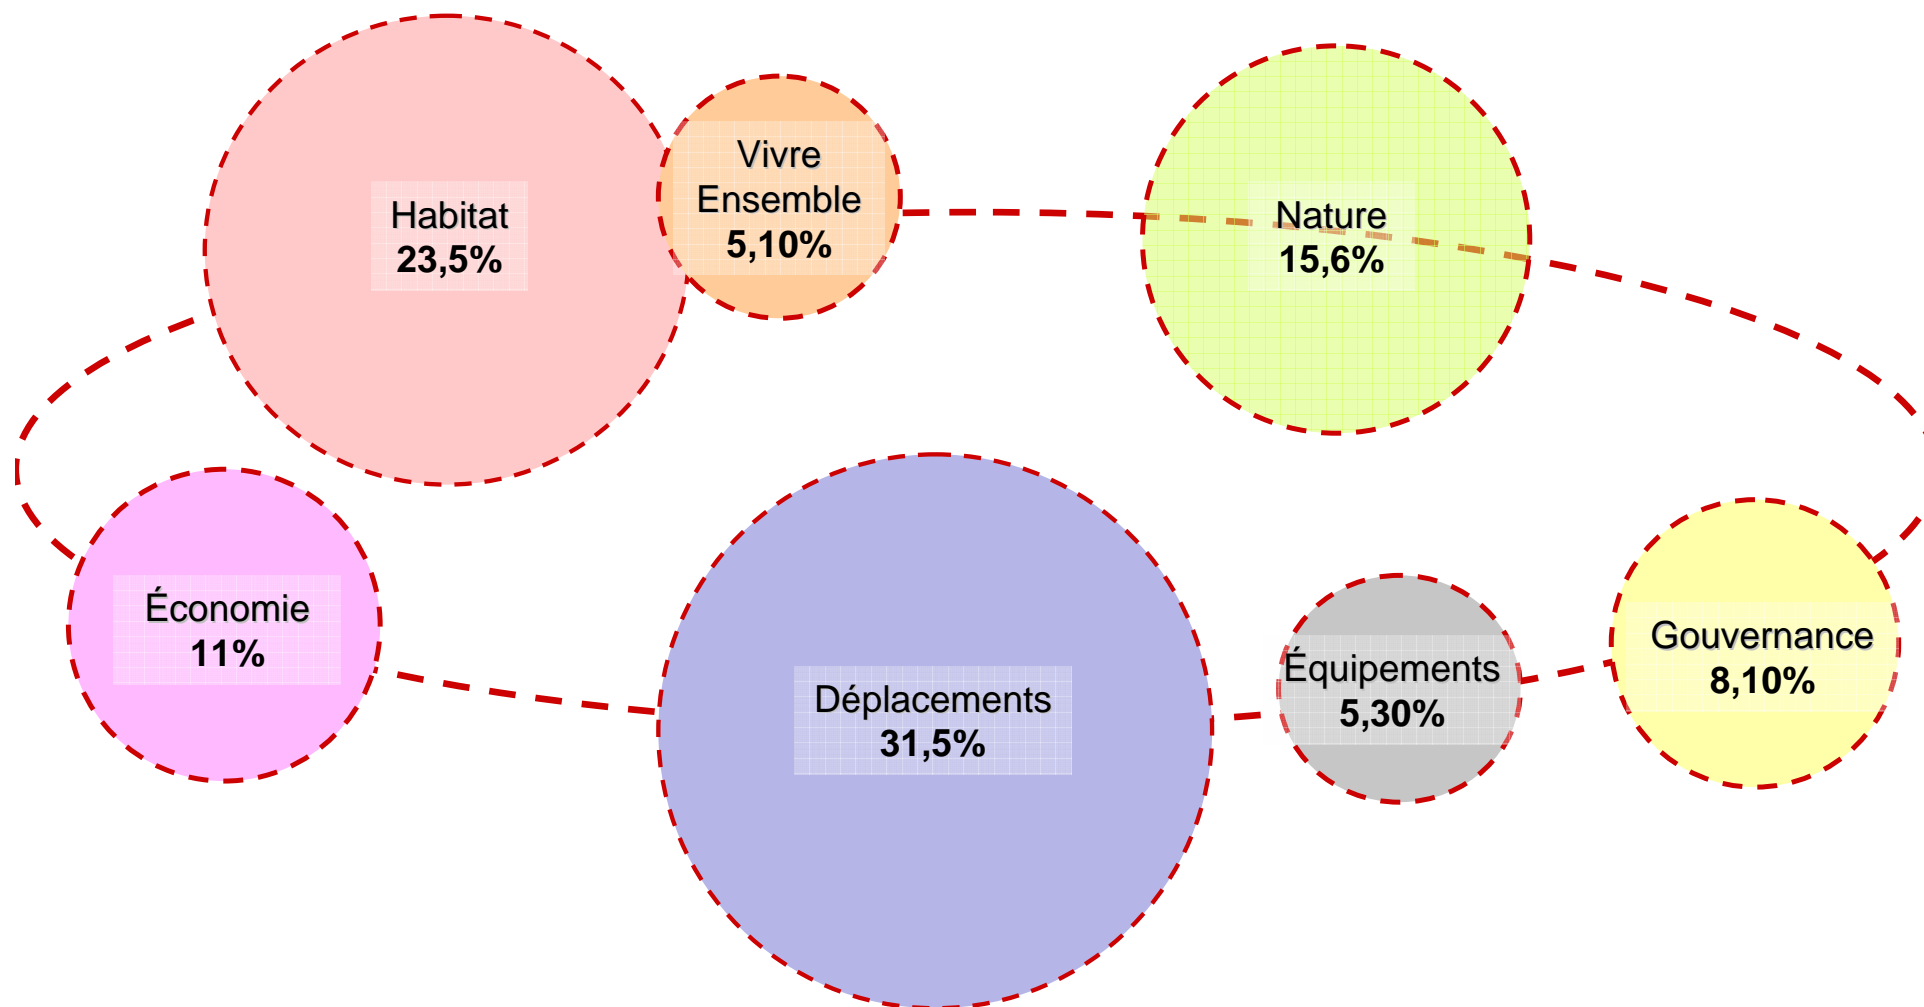 Habitat
23,5%
Vivre
Ensemble
5,10%
Nature
15,6%
Économie
11%
Déplacements
31,5%
Équipements
5,30%
Gouvernance
8,10%